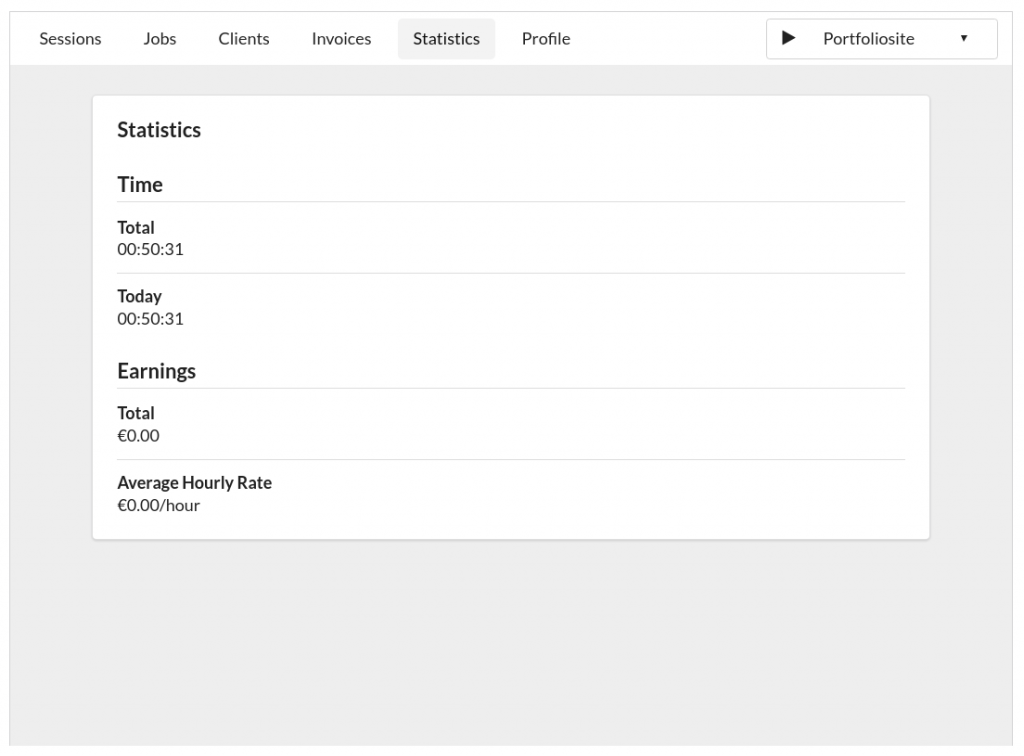 Sessions Jobs Clients Invoices Statistics Profile Portfoliosite
Statistics
Time
Total
00:50:31
Today
00:50:31
Earnings
Total
€0.00
Average Hourly Rate
€0.00/hour